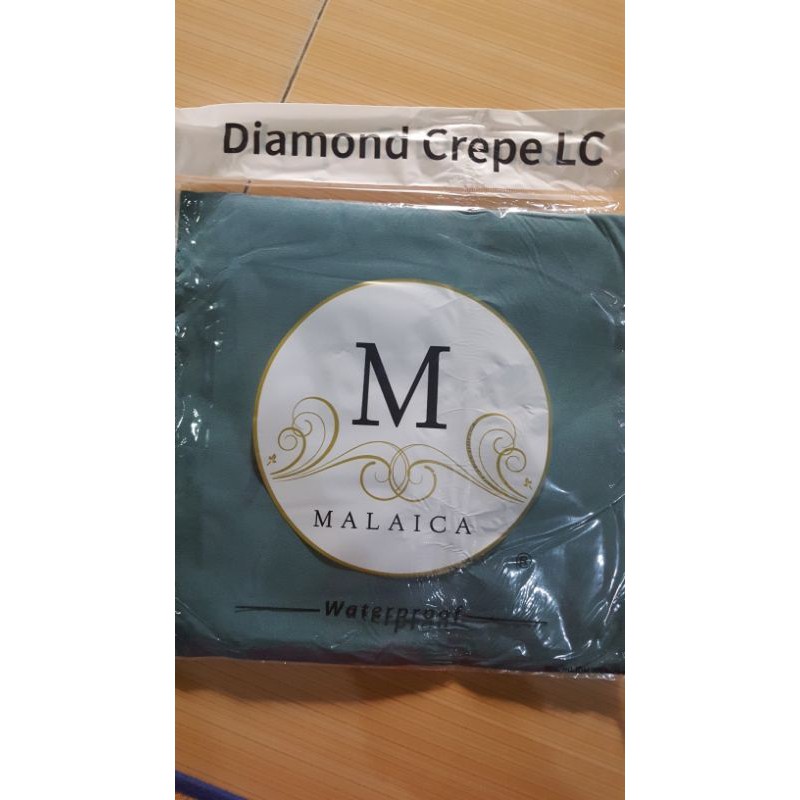 Diamond Crepe LC
M
MALAICA
®
Waterproof